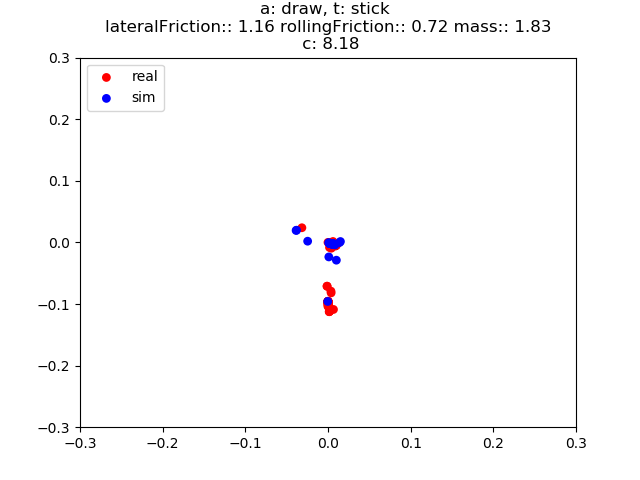 a: draw, t: stick
lateralFriction:: 1.16 rollingFriction:: 0.72 mass:: 1.83
c: 8.18
real
sim
0.3
0.2
0.1
0.0
−0.1
−0.2
−0.3
−0.3
−0.2
−0.1
0.0
0.1
0.2
0.3